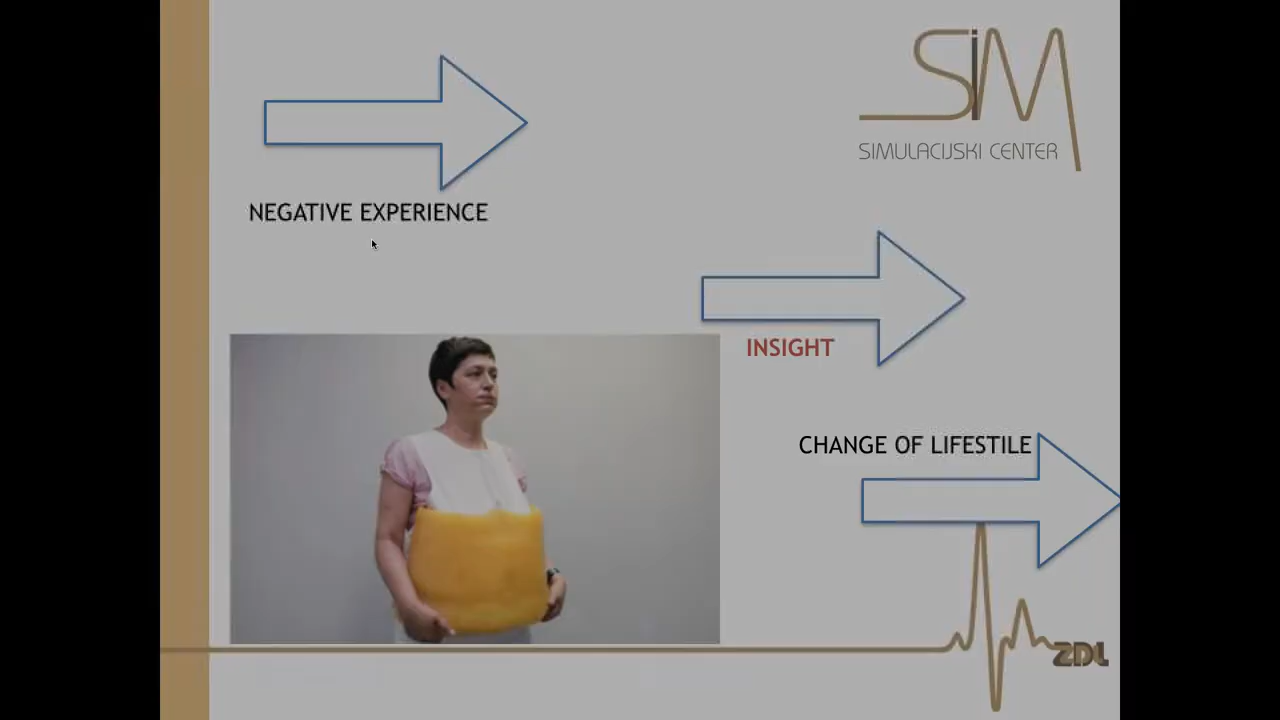 SiM
SIMULACIJSKI CENTER
NEGATIVE EXPERIENCE
INSIGHT
CHANGE OF LIFESTILE
ZDL